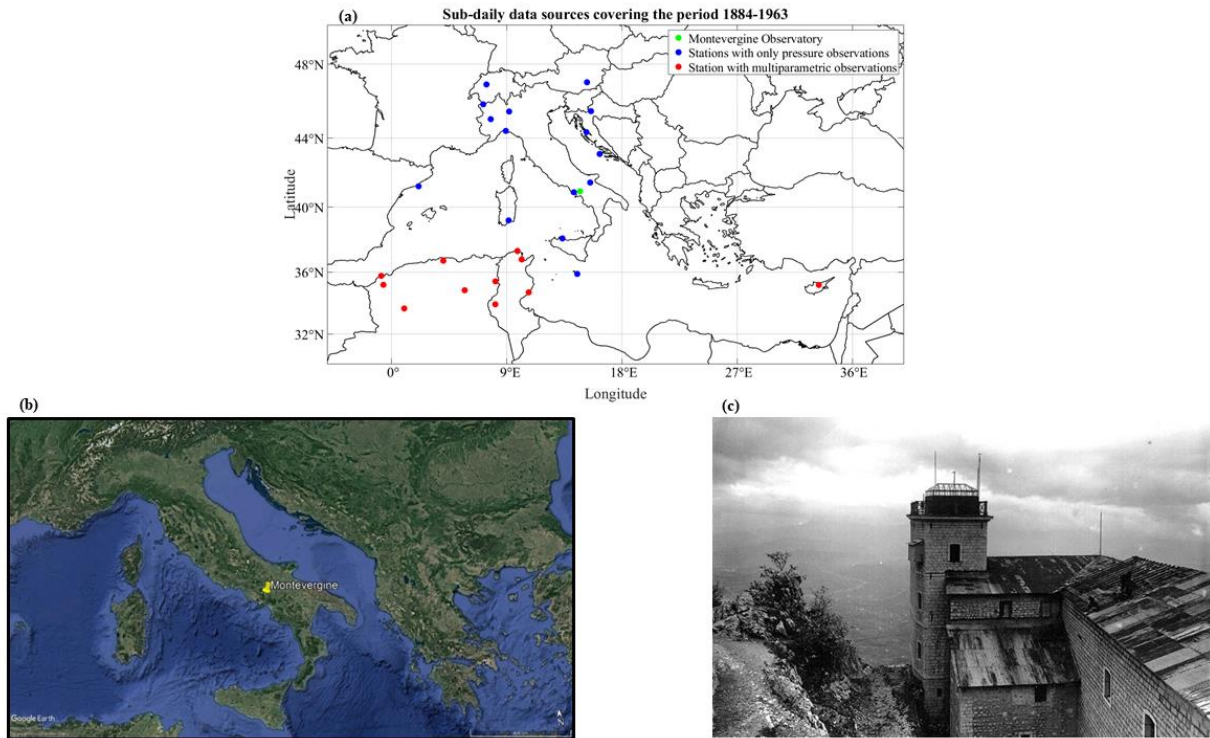 Sub-daily data sources covering the period 1884-1963
(a)
Montevergine Observatory
Stations with only pressure observations
Station with multiparametric observations
48°N
44°N
40°N
36°N
32°N
Latitude
0°
9°E
18°E
27°E
36°E
Longitude
(b)
(c)
Montevergine
Google Earth